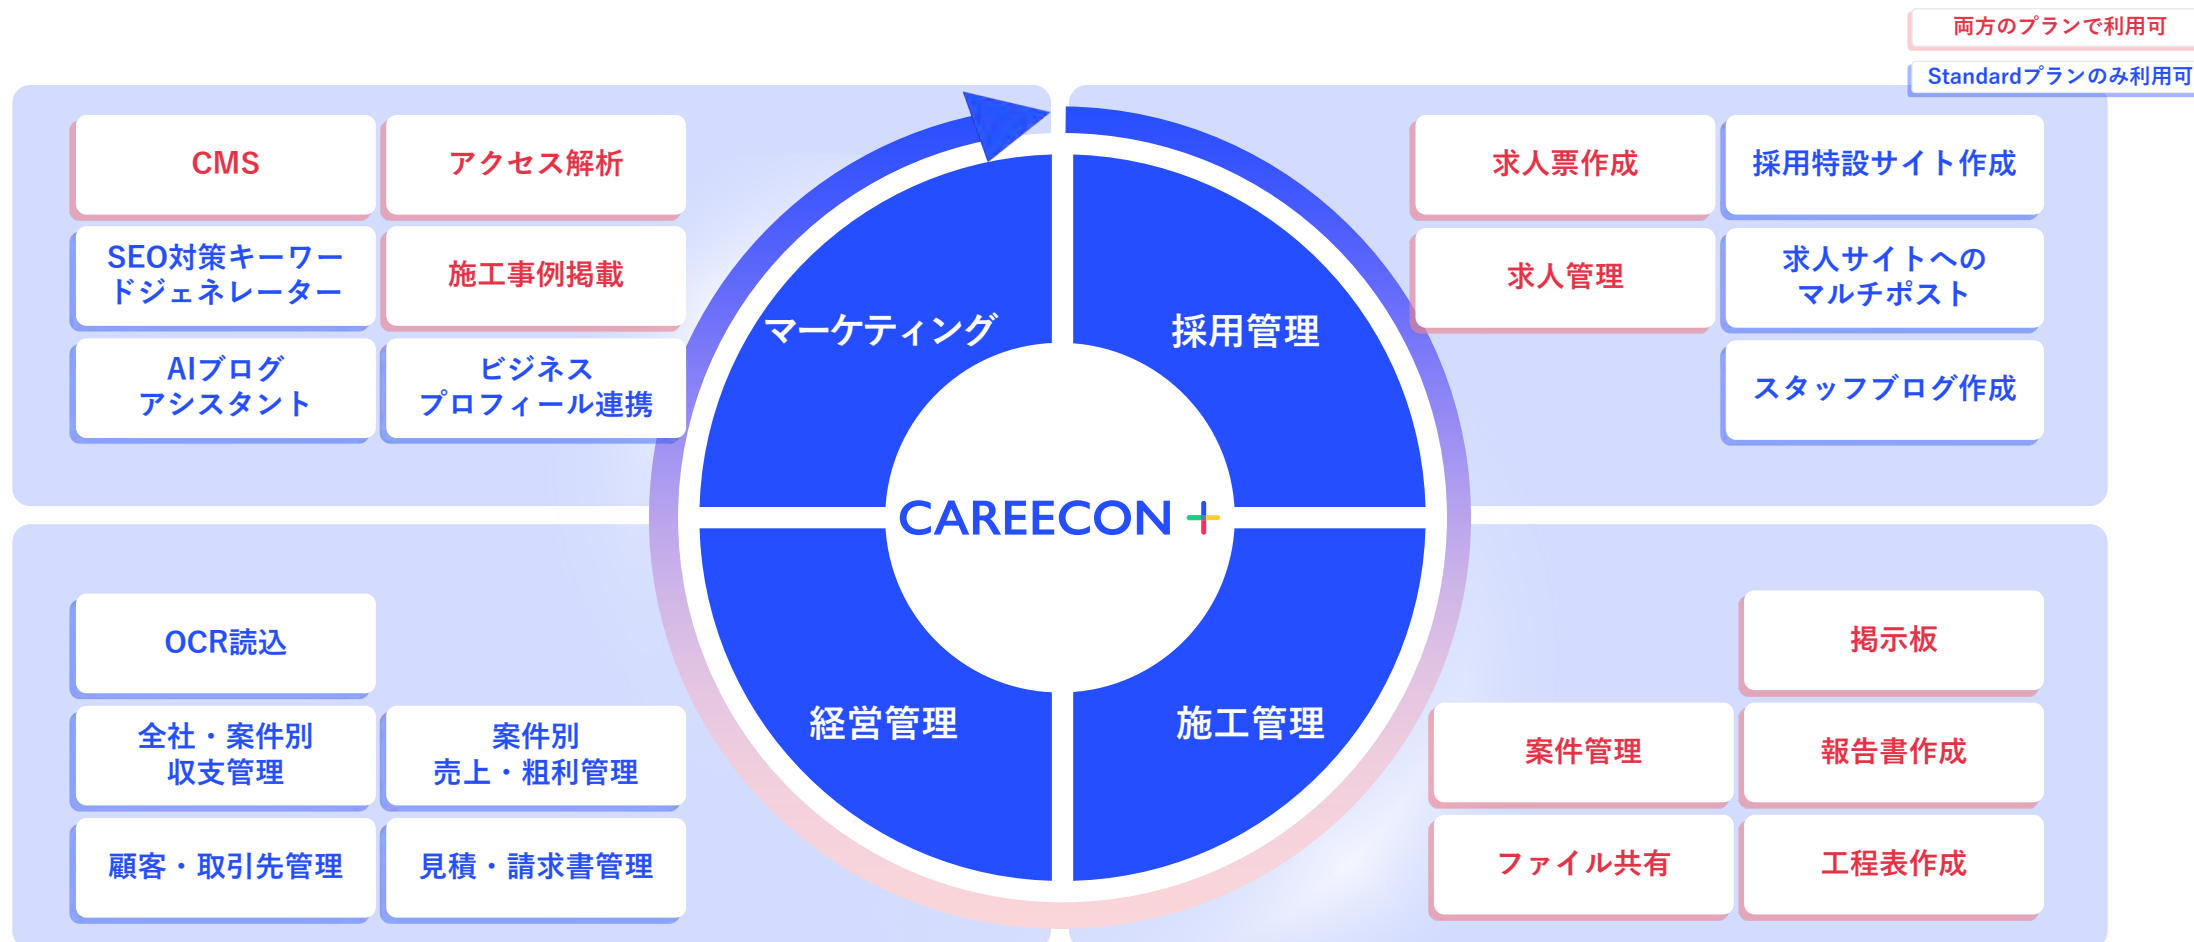 両方のプランで利用可
Standardプランのみ利用可
CMS
アクセス解析
SEO対策キーワー
ドジェネレーター
施工事例掲載
AIブログ
アシスタント
ビジネス
プロフィール連携
マーケティング
採用管理
求人票作成
採用特設サイト作成
求人管理
求人サイトへの
マルチポスト
スタッフブログ作成
CAREECON +
OCR読込
全社・案件別
収支管理
案件別
売上・粗利管理
顧客・取引先管理
見積・請求書管理
経営管理
施工管理
掲示板
案件管理
報告書作成
ファイル共有
工程表作成